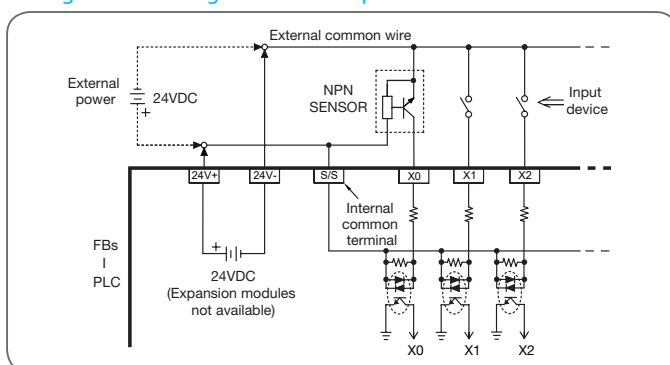 External common wire
External
power
24VDC
+
NPN
SENSOR
Input
device
24V+
24V-
S/S
X0
X1
X2
Internal
common
terminal
FBs
I
PLC
+
24VDC
(Expansion modules
not available)
X0
X1
X2